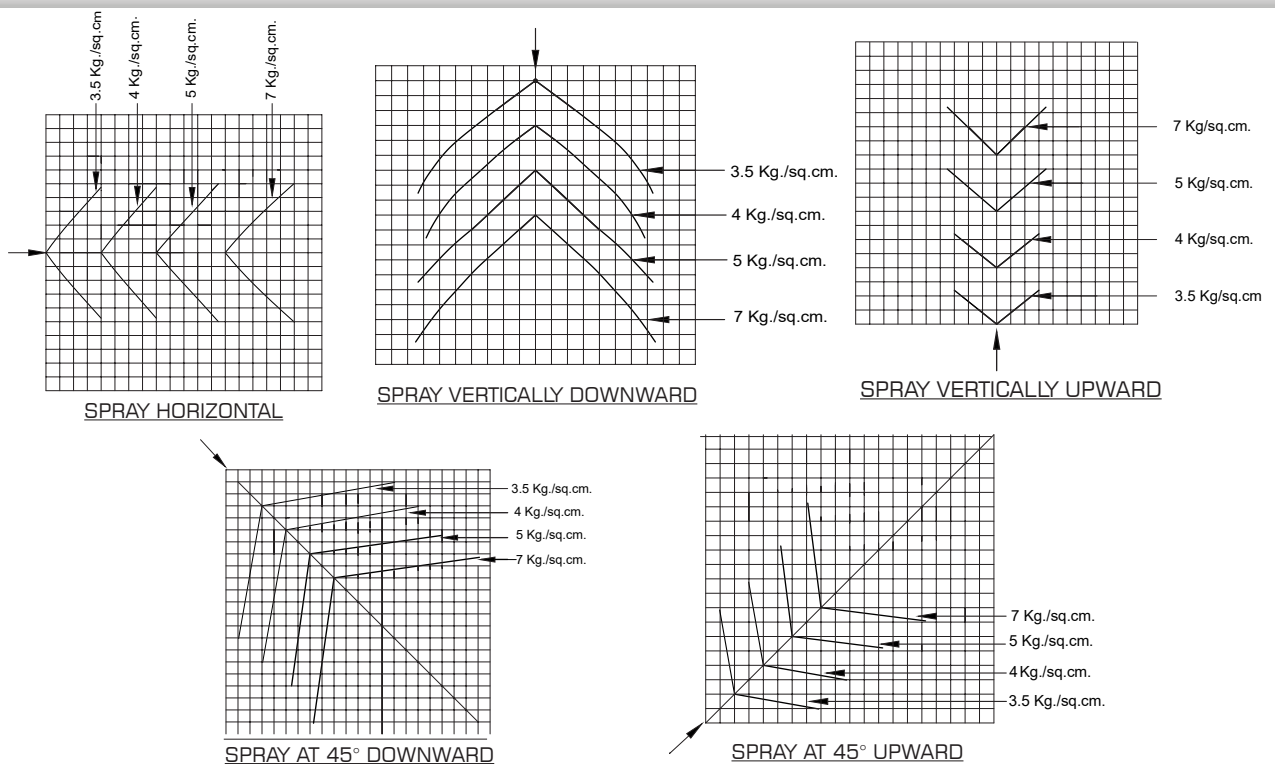 3.5 Kg./sq.cm
4 Kg./sq.cm.
5 Kg./sq.cm.
7 Kg./sq.cm.
SPRAY HORIZONTAL
3.5 Kg./sq.cm.
4 Kg./sq.cm.
5 Kg./sq.cm.
7 Kg./sq.cm.
SPRAY VERTICALLY DOWNWARD
7 Kg/sq.cm.
5 Kg/sq.cm.
4 Kg/sq.cm.
3.5 Kg/sq.cm
SPRAY VERTICALLY UPWARD
3.5 Kg./sq.cm.
4 Kg./sq.cm.
5 Kg./sq.cm.
7 Kg./sq.cm.
SPRAY AT 45° DOWNWARD
7 Kg./sq.cm.
5 Kg./sq.cm.
4 Kg./sq.cm.
3.5 Kg./sq.cm.
SPRAY AT 45° UPWARD